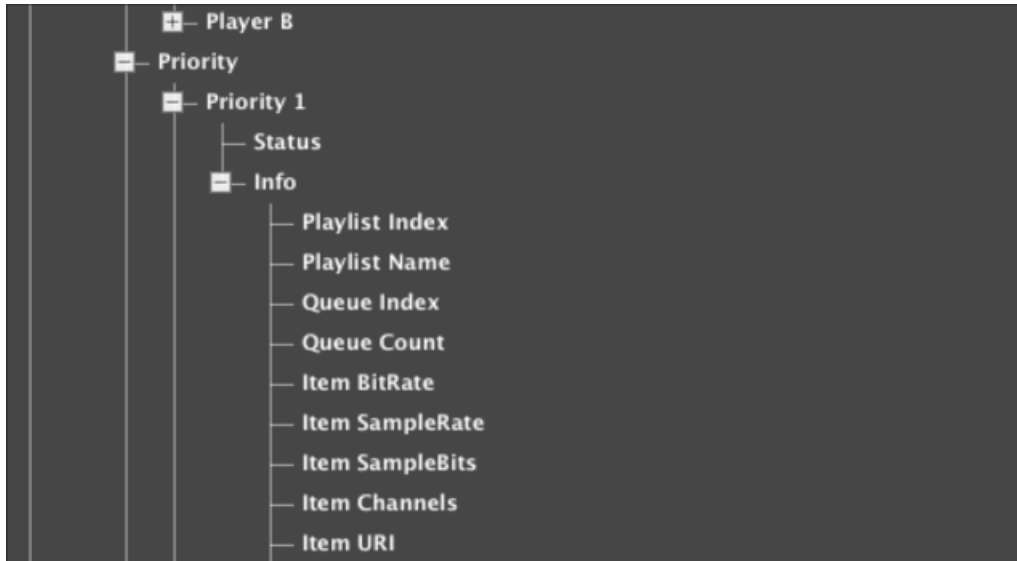 Player B
Priority
Priority 1
Status
Info
Playlist Index
Playlist Name
Queue Index
Queue Count
Item BitRate
Item SampleRate
Item SampleBits
Item Channels
Item URI